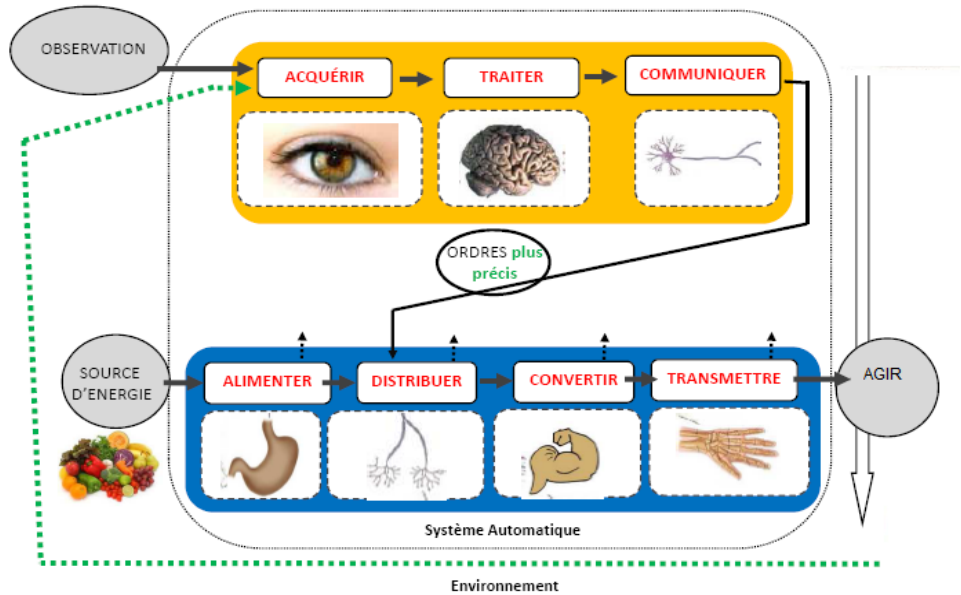 OBSERVATION
ACQUÉRIR
TRAITER
COMMUNIQUER
ORDRES plus
précis
SOURCE
D'ENERGIE
ALIMENTER
DISTRIBUER
CONVERTIR
TRANSMETTRE
AGIR
Système Automatique
Environnement